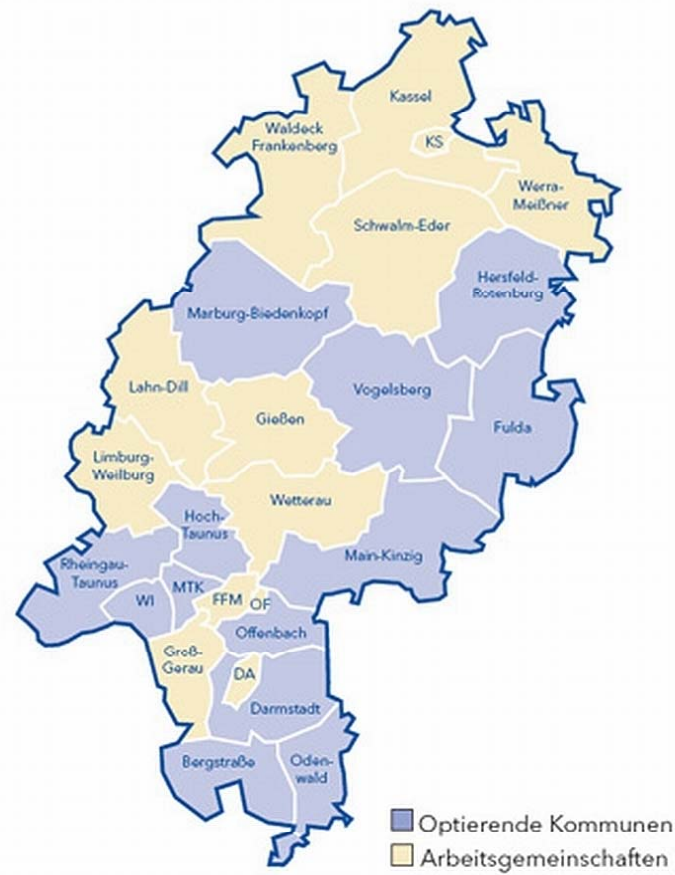 Kassel
Waldeck
Frankenberg
KS
Werra-
Meißner
Schwalm-Eder
Hersfeld-
Rotenburg
Marburg-Biedenkopf
Lahn-Dill
Vogelsberg
Gießen
Fulda
Limburg-
Weilburg
Wetterau
Hoch-
Taunus
Main-Kinzig
Rheingau-
Taunus
MTK
WI
FFM
OF
Offenbach
Groß-
Gerau
DA
Darmstadt
Bergstraße
Oden-
wald
Optierende Kommunen
Arbeitsgemeinschaften